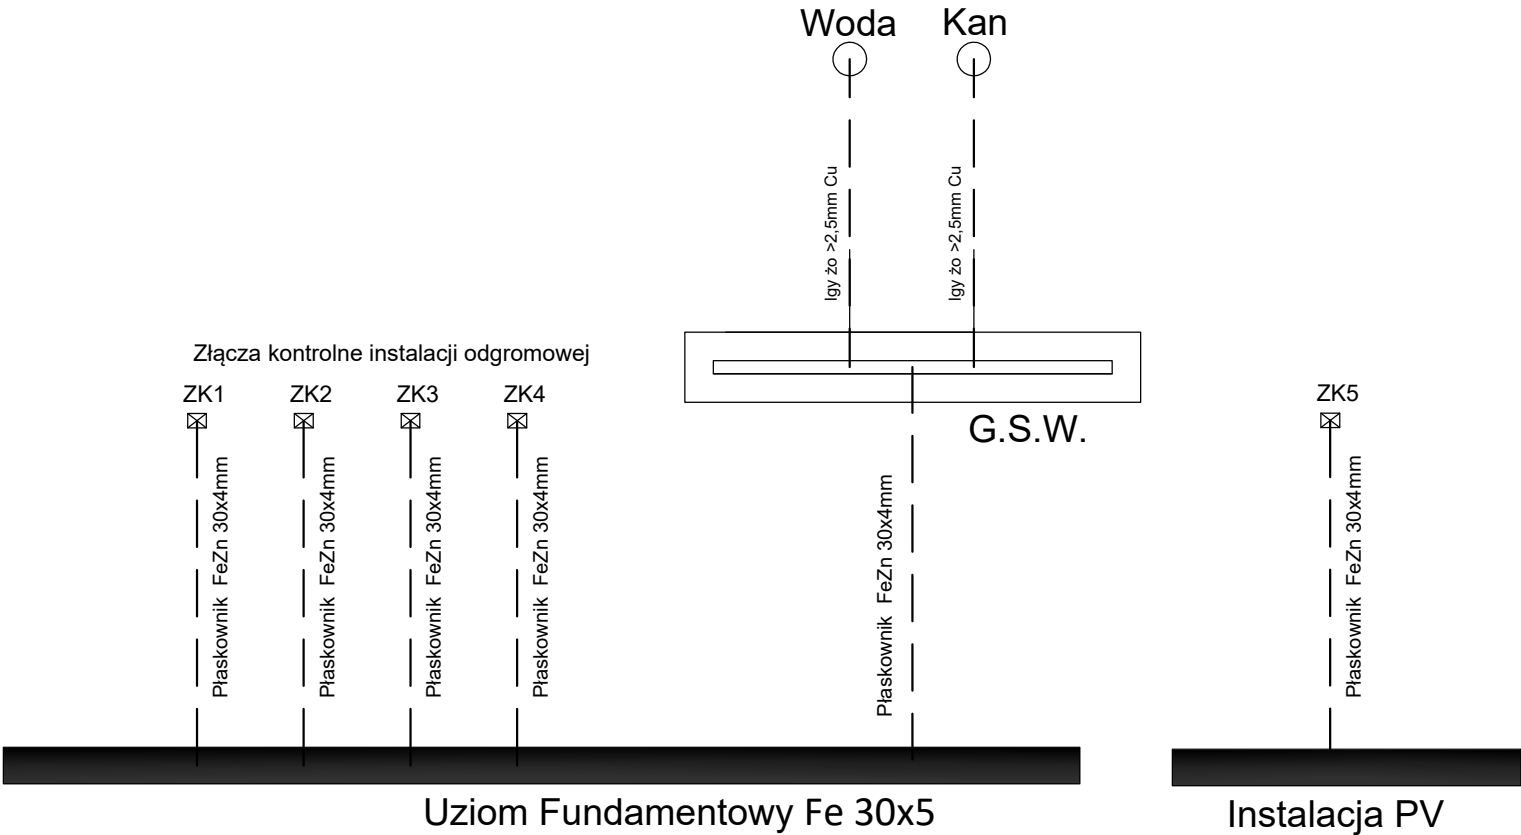 Woda
Kan
Igy żo >2,5mm Cu
Igy żo >2,5mm Cu
Złącza kontrolne instalacji odgromowej
ZK1
ZK2
ZK3
ZK4
ZK5
G.S.W.
Płaskownik FeZn 30x4mm
Płaskownik FeZn 30x4mm
Płaskownik FeZn 30x4mm
Płaskownik FeZn 30x4mm
Płaskownik FeZn 30x4mm
Płaskownik FeZn 30x4mm
Uziom Fundamentowy Fe 30x5
Instalacja PV